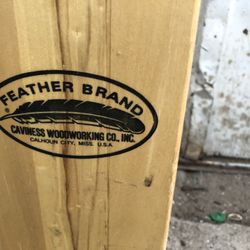 FEATHER BRAND
®
CAVINESS WOODWORKING CO., INC.
CALHOUN CITY, MISS. U.S.A.